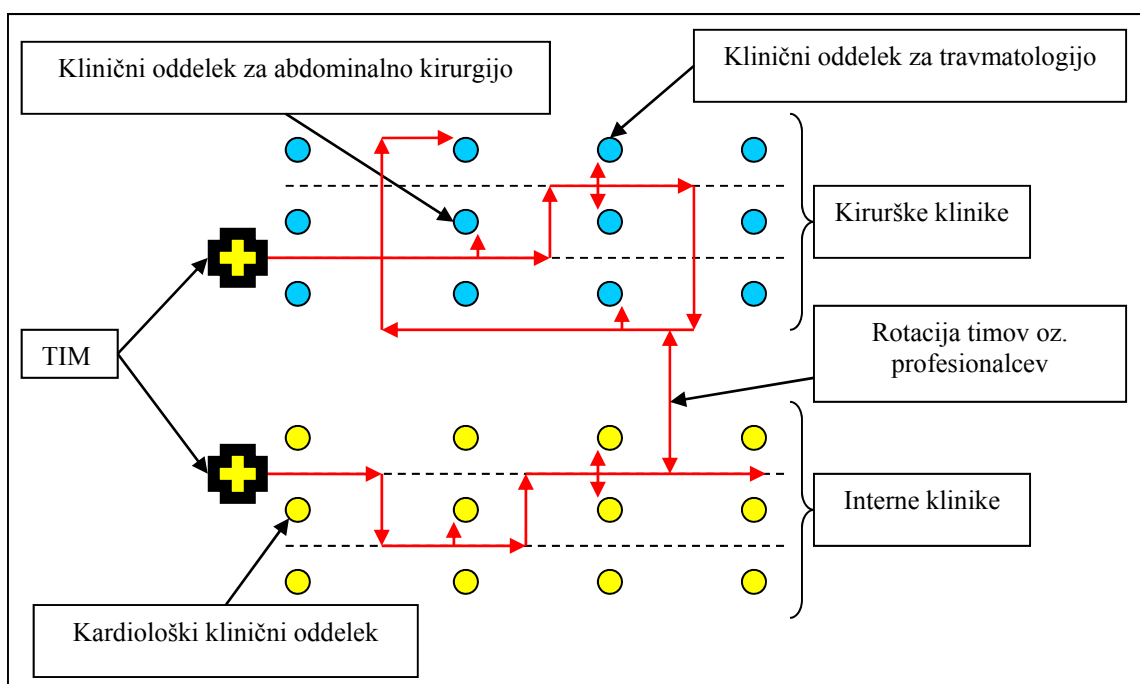 Klinični oddelek za abdominalno kirurgijo
Klinični oddelek za travmatologijo
Kirurške klinike
TIM
Rotacija timov oz.
profesionalcev
Interne klinike
Kardiološki klinični oddelek